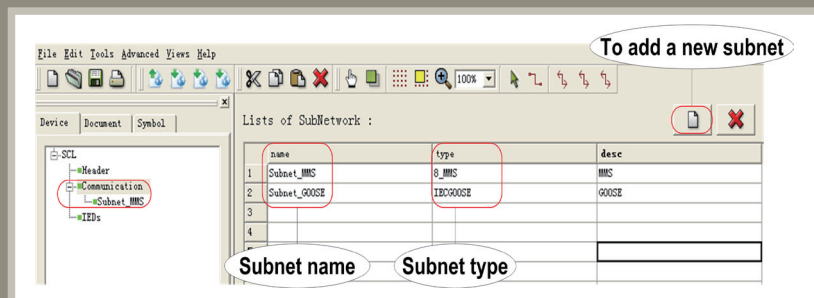 To add a new subnet
File Edit Tools Advanced Views Help
100%
Device Document Symbol
Lists of SubNetwork :
SCL
Header
Communication
Subnet_MMS
IEDs
name type desc
1 Subnet_MMS 8_MMS MMS
2 Subnet_GOOSE IECGOOSE GOOSE
3
4
Subnet name Subnet type